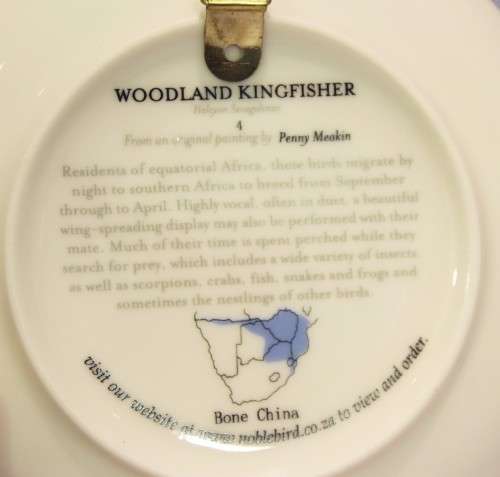 WOODLAND KINGFISHER
Halcyon Senegalensis
4
From an original painting by Penny Meakin
Residents of equatorial Africa, those birds migrate by
night to southern Africa to breed from September
through to April. Highly vocal, often in duet, a beautiful
wing-spreading display may also be performed with their
mate. Much of their time is spent perched while they
search for prey, which includes a wide variety of insects
as well as scorpions, crabs, fish, snakes and frogs and
sometimes the nestlings of other birds.
Bone China
visit our website at www.noblebird.co.za to view and order.